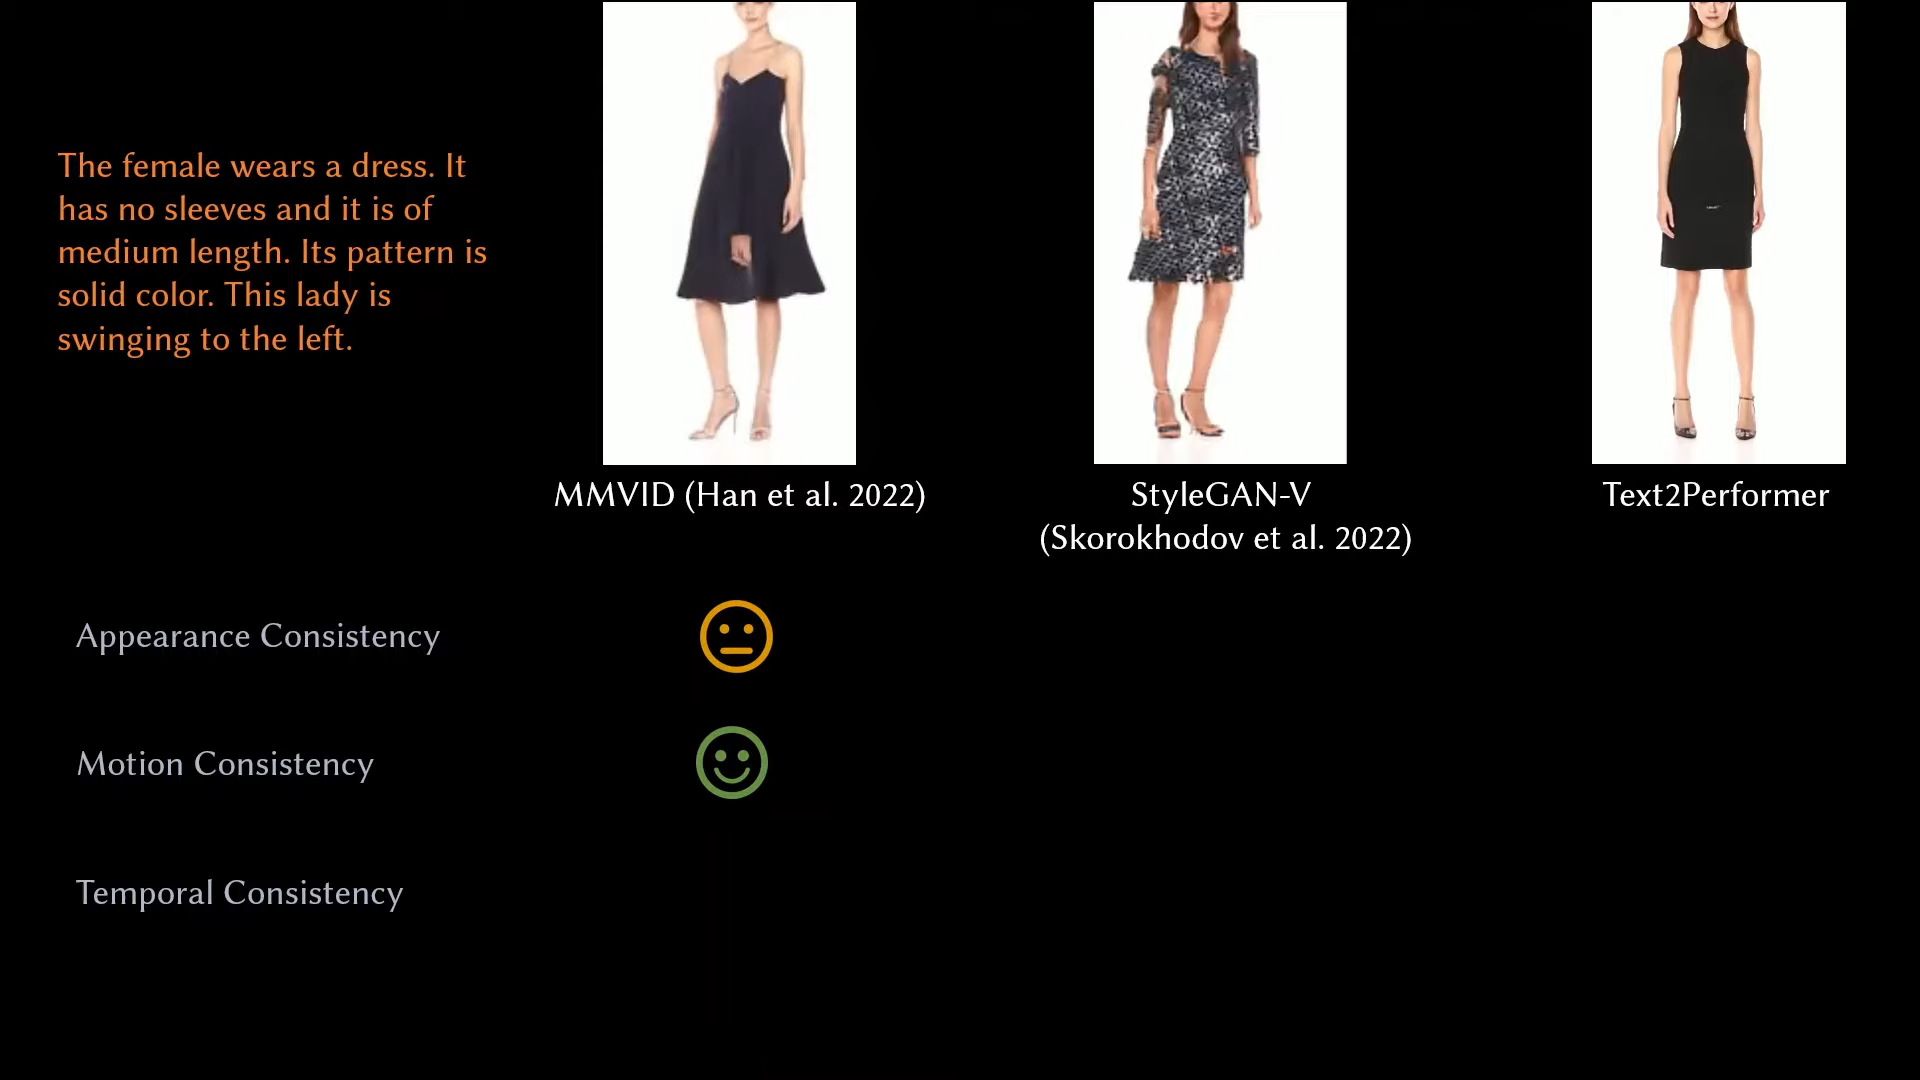 The female wears a dress. It
has no sleeves and it is of
medium length. Its pattern is
solid color. This lady is
swinging to the left.
MMVID (Han et al. 2022)
StyleGAN-V
(Skorokhodov et al. 2022)
Text2Performer
Appearance Consistency
Motion Consistency
Temporal Consistency